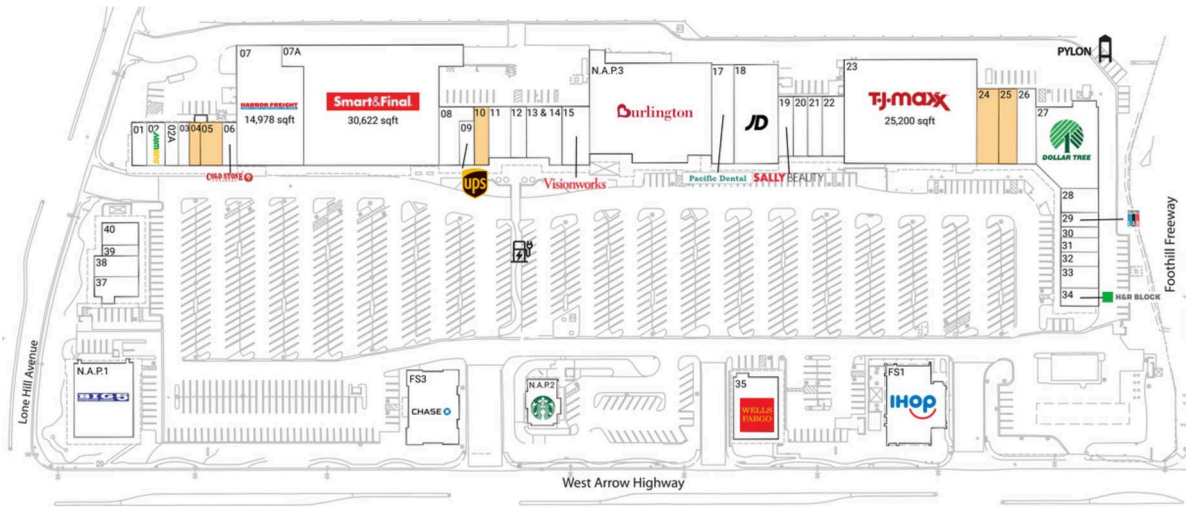 PYLON
07
07A
HARBOR FREIGHT
14,978 sqft
Smart&Final.
30,622 sqft
N.A.P.3
Burlington
17
18
JD
23
T.J.maxx
25,200 sqft
01
02
SUBWAY
02A
03
04
05
06
08
09
10
11
12
13 & 14
15
19
20
21
22
24
25
26
27
DOLLAR TREE
COLD STONE
ups
Visionworks
Pacific Dental
SALLYBEAUTY
28
29
30
31
32
33
34
H&R BLOCK
40
39
38
37
Foothill Freeway
Lone Hill Avenue
N.A.P.1
BIG 5
FS3
CHASE
N.A.P.2
35
WELLS
FARGO
FS1
IHOP
West Arrow Highway